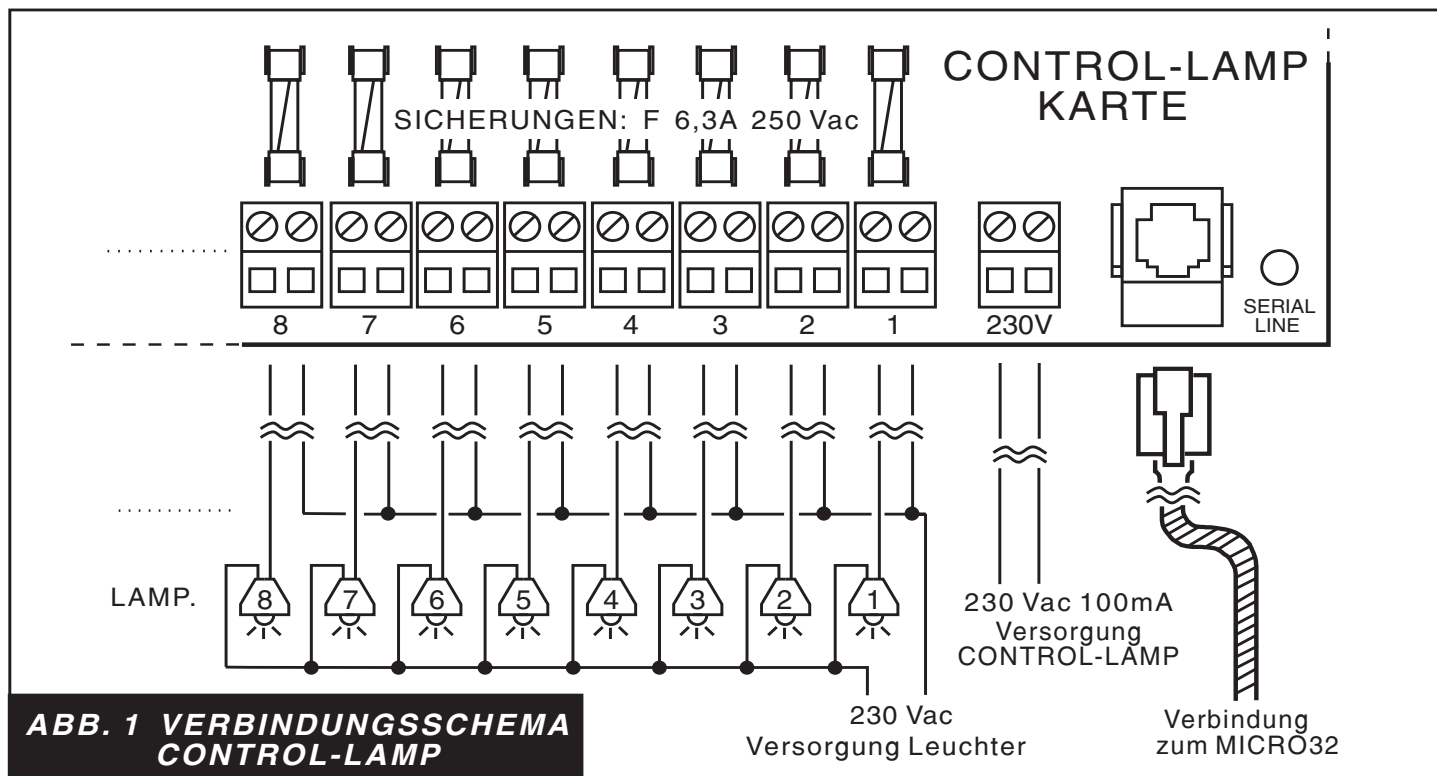 CONTROL-LAMP
KARTE
SICHERUNGEN: F 6,3A 250 Vac
8 7 6 5 4 3 2 1 230V
SERIAL
LINE
LAMP.
8 7 6 5 4 3 2 1
230 Vac 100mA
Versorgung
CONTROL-LAMP
230 Vac
Versorgung Leuchter
Verbindung
zum MICRO32
ABB. 1 VERBINDUNGSSCHEMA
CONTROL-LAMP